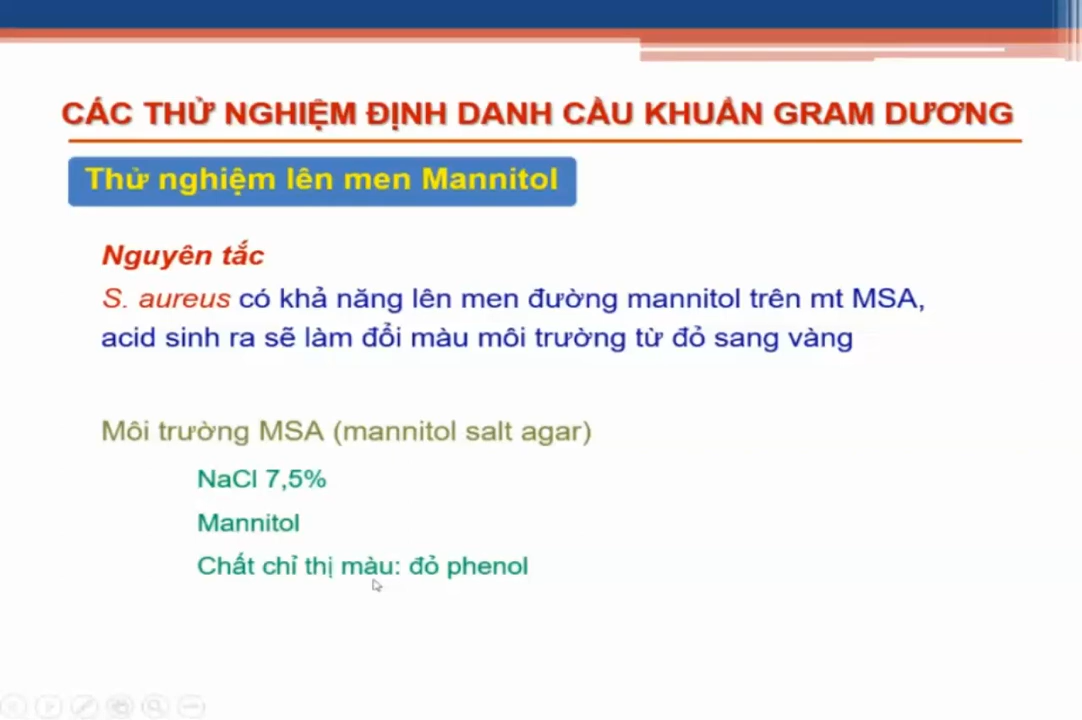 CÁC THỬ NGHIỆM ĐỊNH DANH CẦU KHUẨN GRAM DƯƠNG
Thử nghiệm lên men Mannitol
Nguyên tắc
S. aureus có khả năng lên men đường mannitol trên mt MSA,
acid sinh ra sẽ làm đổi màu môi trường từ đỏ sang vàng
Môi trường MSA (mannitol salt agar)
NaCl 7,5%
Mannitol
Chất chỉ thị màu: đỏ phenol